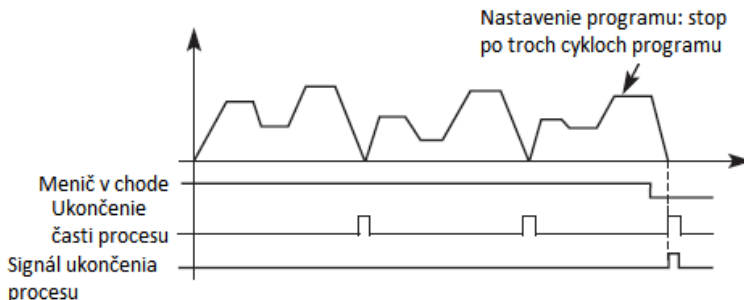 Nastavenie programu: stop
po troch cykloch programu
Menič v chode
Ukončenie
časti procesu
Signál ukončenia
procesu